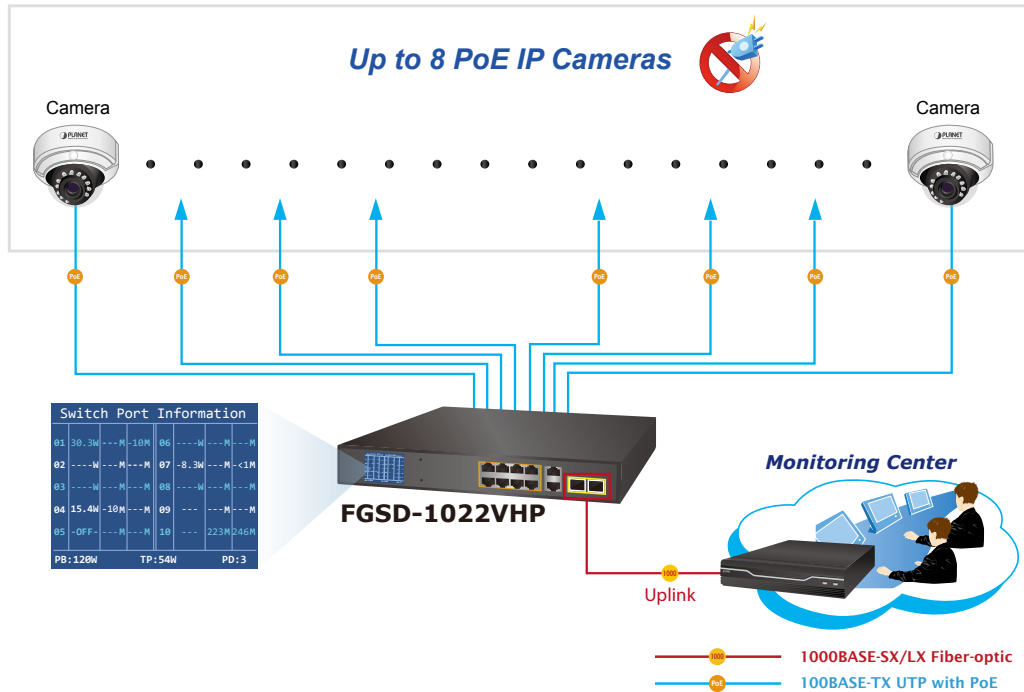 Up to 8 PoE IP Cameras
Camera
Camera
PLANET
PLANET
PoE PoE PoE PoE PoE PoE PoE PoE
Switch Port Information
01 30.3W ---M -10M 06 ----W ---M ---M
02 ----W ---M ---M 07 -8.3W ---M -<1M
03 ----W ---M ---M 08 ----W ---M ---M
04 15.4W -10M ---M 09 --- ---M ---M
05 -OFF- ---M ---M 10 --- 223M 246M
PB:120W TP:54W PD:3
FGSD-1022VHP
Monitoring Center
1000
Uplink
1000 1000BASE-SX/LX Fiber-optic
PoE 100BASE-TX UTP with PoE